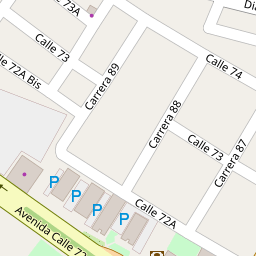 73A
Dia
Calle 73
Calle 74
Calle 72A Bis
Carrera 89
Carrera 88
Carrera 87
Calle 73
P
P
P
P
Calle 72A
Avenida Calle 72